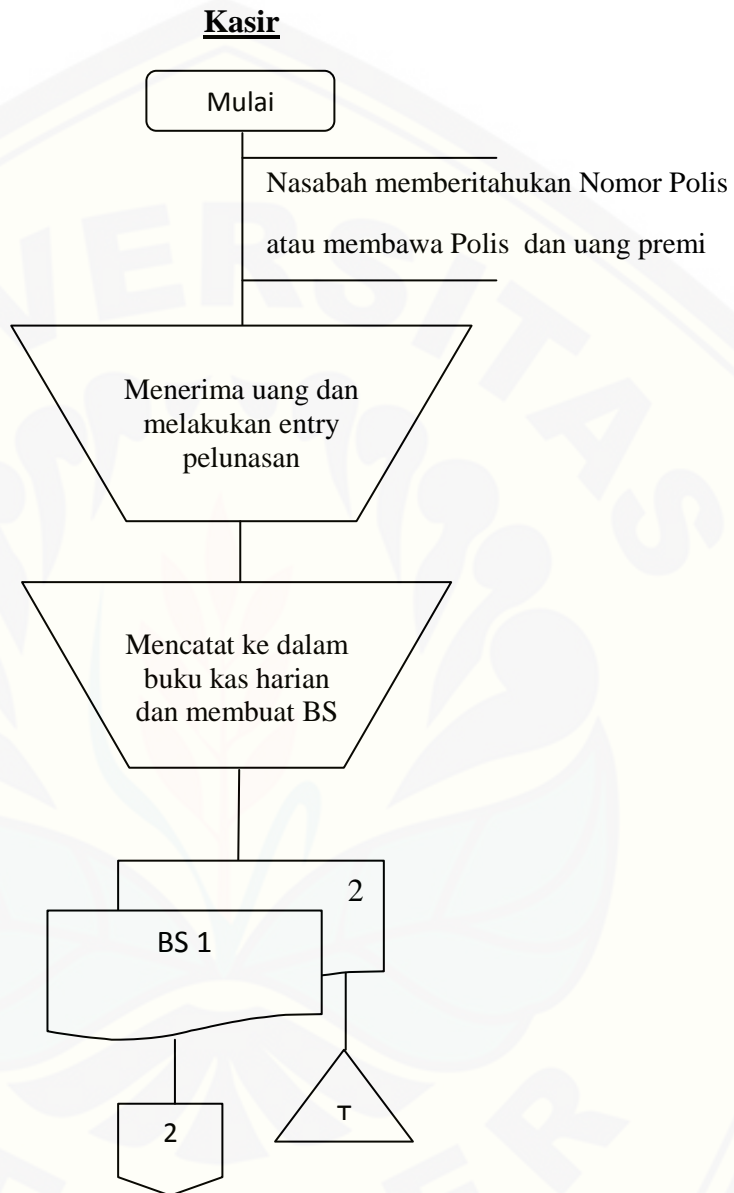 Kasir
Mulai
Nasabah memberitahukan Nomor Polis
atau membawa Polis dan uang premi
Menerima uang dan
melakukan entry
pelunasan
Mencatat ke dalam
buku kas harian
dan membuat BS
2
BS 1
T
2